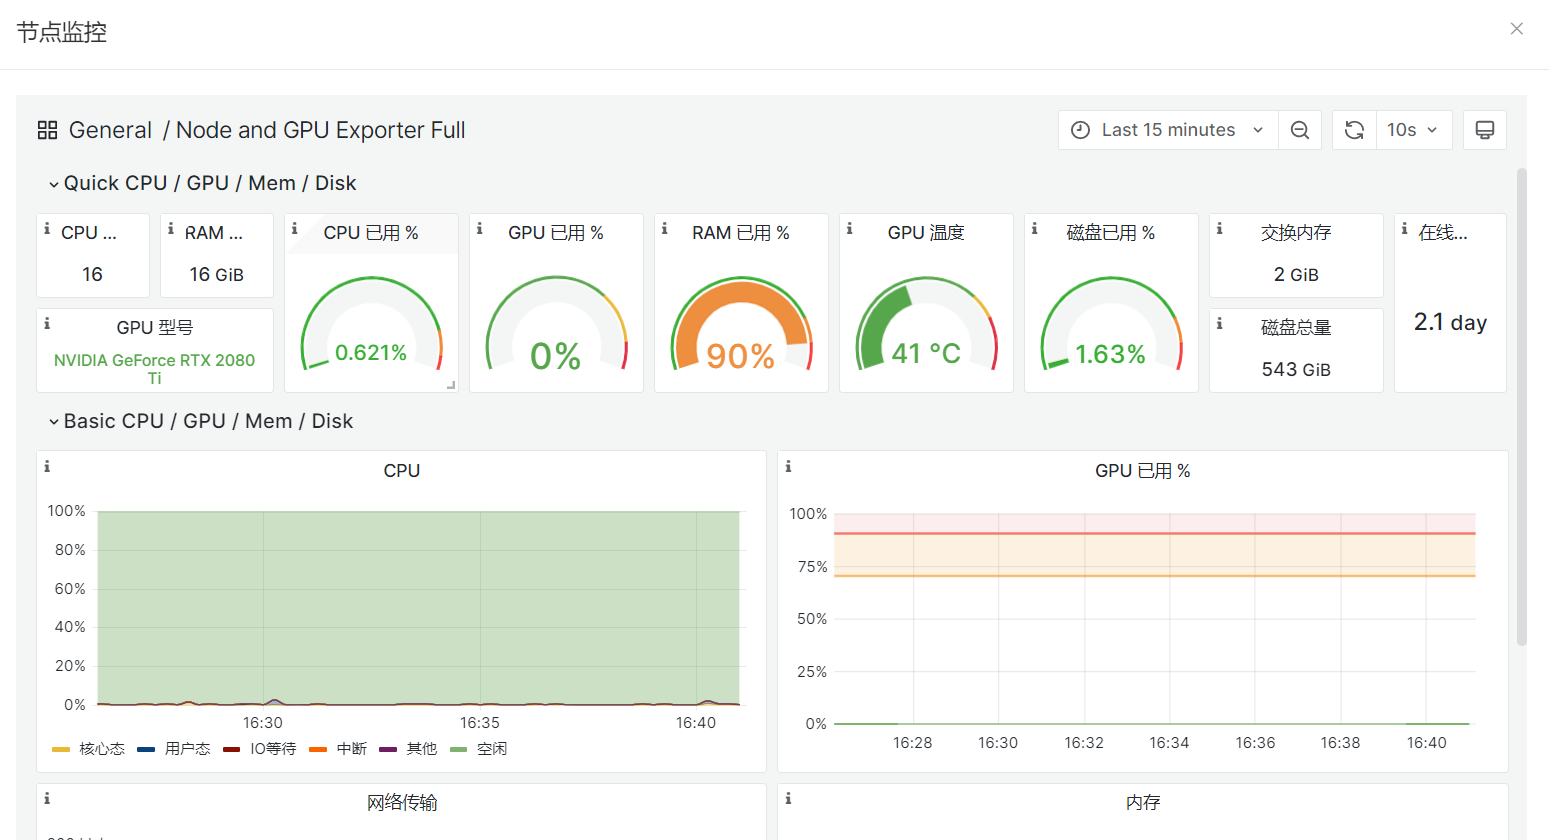 节点监控
General / Node and GPU Exporter Full
Last 15 minutes
10s
Quick CPU / GPU / Mem / Disk
CPU ...
16
RAM ...
16 GiB
GPU 型号
NVIDIA GeForce RTX 2080
Ti
CPU 已用 %
0.621%
GPU 已用 %
0%
RAM 已用 %
90%
GPU 温度
41 °C
磁盘已用 %
1.63%
交换内存
2 GiB
磁盘总量
543 GiB
在线...
2.1 day
Basic CPU / GPU / Mem / Disk
CPU
100%
80%
60%
40%
20%
0%
16:30
16:35
16:40
核心态
用户态
IO等待
中断
其他
空闲
GPU 已用 %
100%
75%
50%
25%
0%
16:28
16:30
16:32
16:34
16:36
16:38
16:40
网络传输
内存